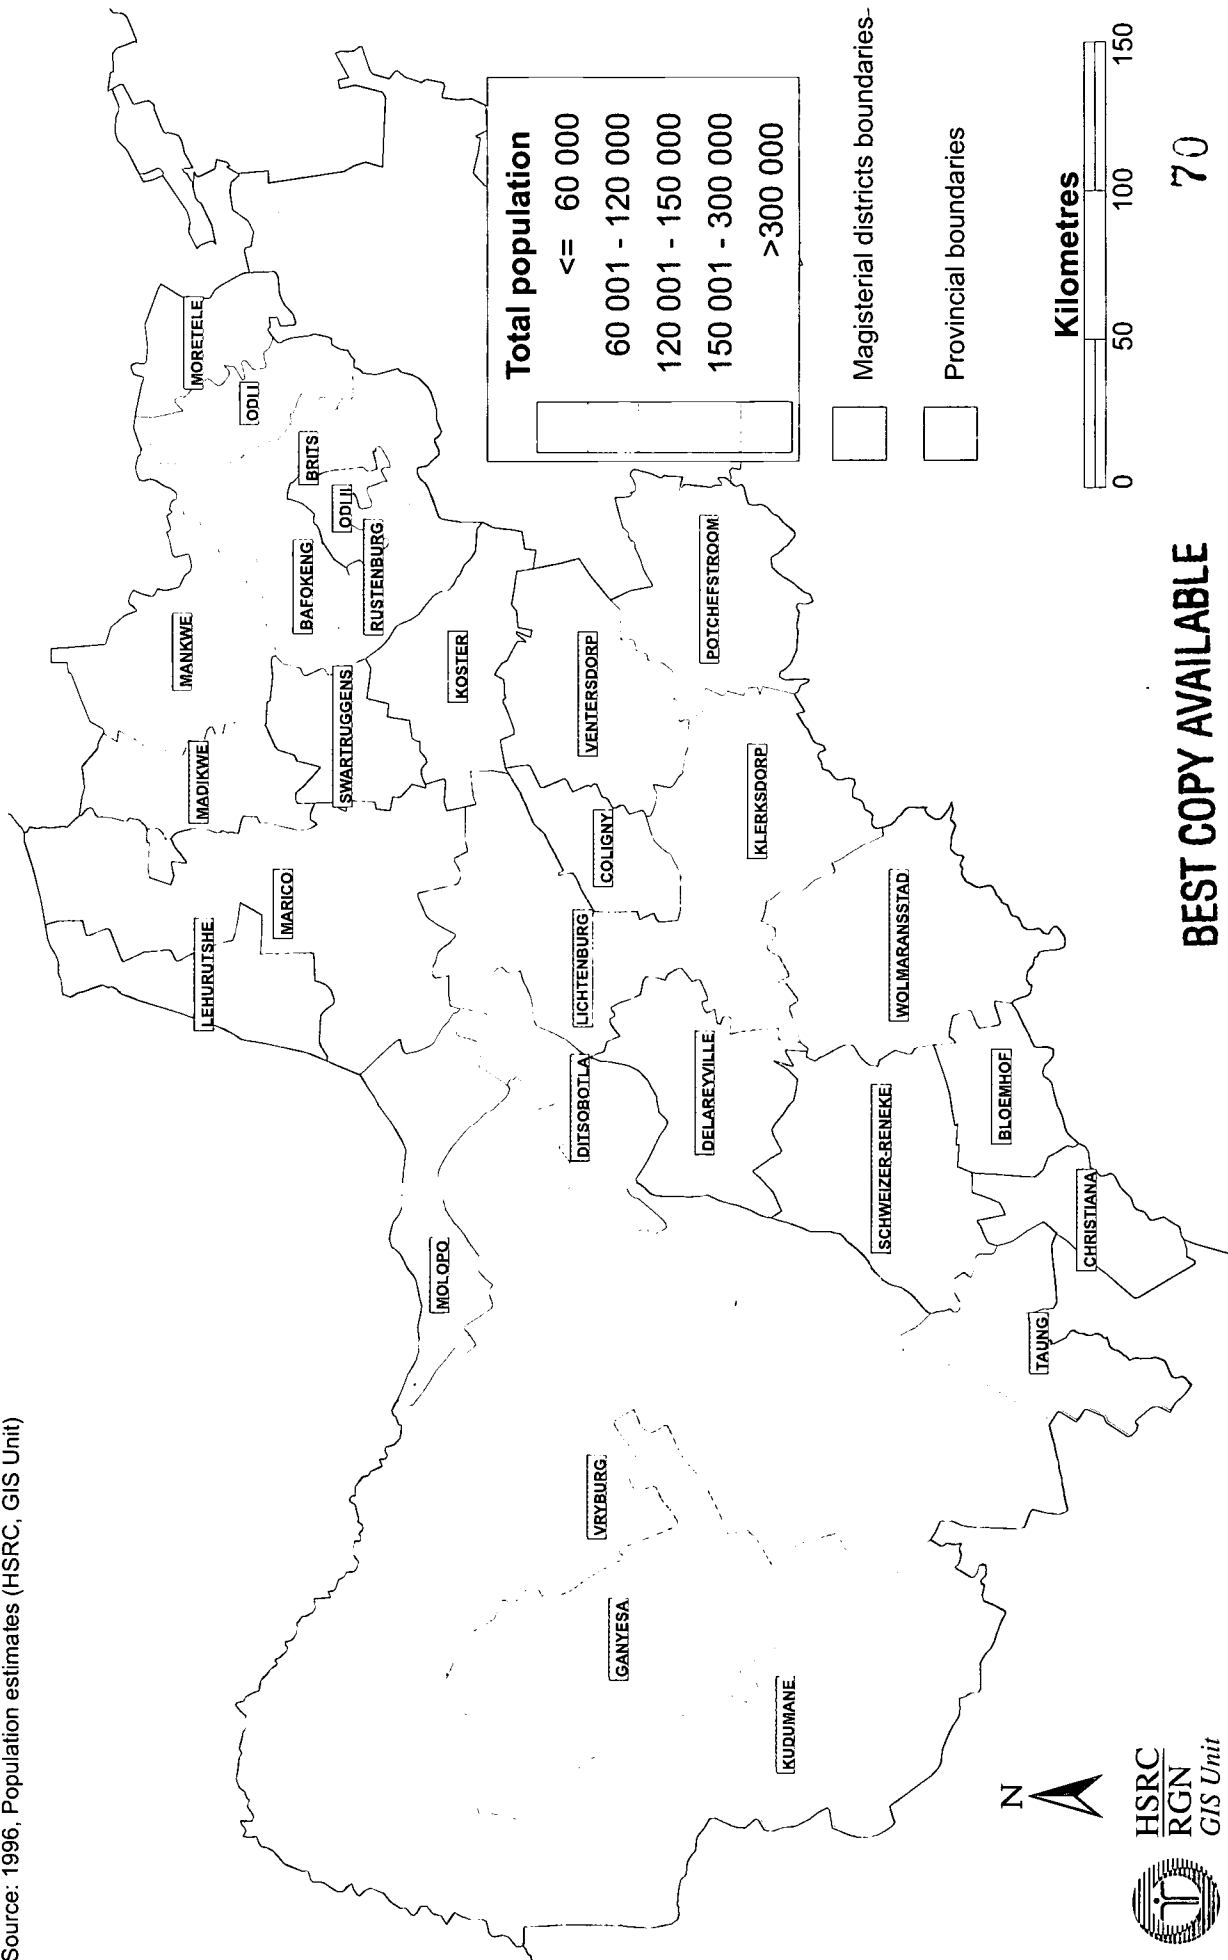 Source: 1996, Population estimates (HSRC, GIS Unit)
MORETELE
ODI I
MANKWE
MADIKWE
BRITS
ODI II
BAFOKENG
RUSTENBURG
SWARTRUGGENS
MARICO
LEHURUTSHE
KOSTER
MOLOPO
VENTERSDORP
COLIGNY
LICHTENBURG
DITSOBOTLA
VRYBURG
GANYESA
POTCHEFSTROOM
KLERKSDORP
DELAREYVILLE
KUDUMANE
WOLMARANSSTAD
SCHWEIZER-RENEKE
BLOEMHOF
CHRISTIANA
TAUNG
Total population
<= 60 000
60 001 - 120 000
120 001 - 150 000
150 001 - 300 000
>300 000
Magisterial districts boundaries-
Provincial boundaries
Kilometres
0 50 100 150
N
HSRC
RGN
GIS Unit
BEST COPY AVAILABLE
70